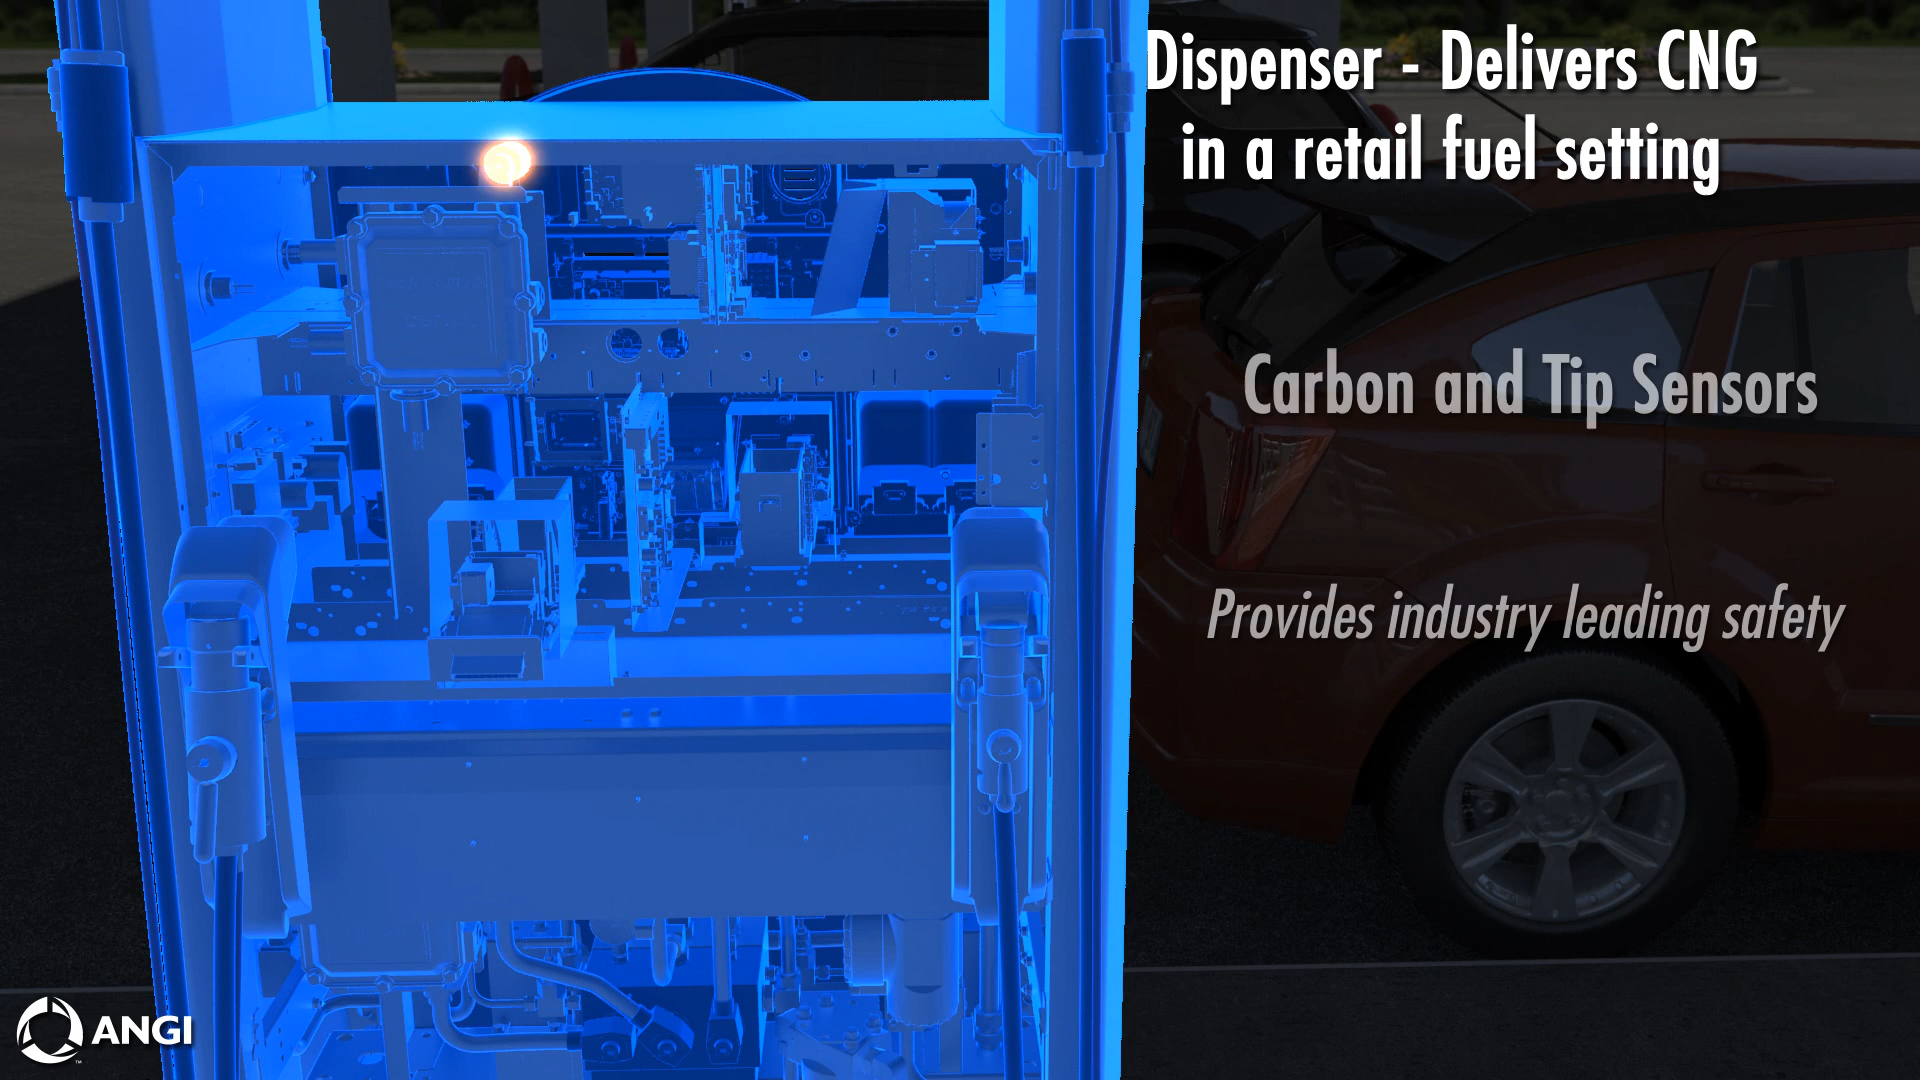 Dispenser - Delivers CNG
in a retail fuel setting
Carbon and Tip Sensors
Provides industry leading safety
ANGI